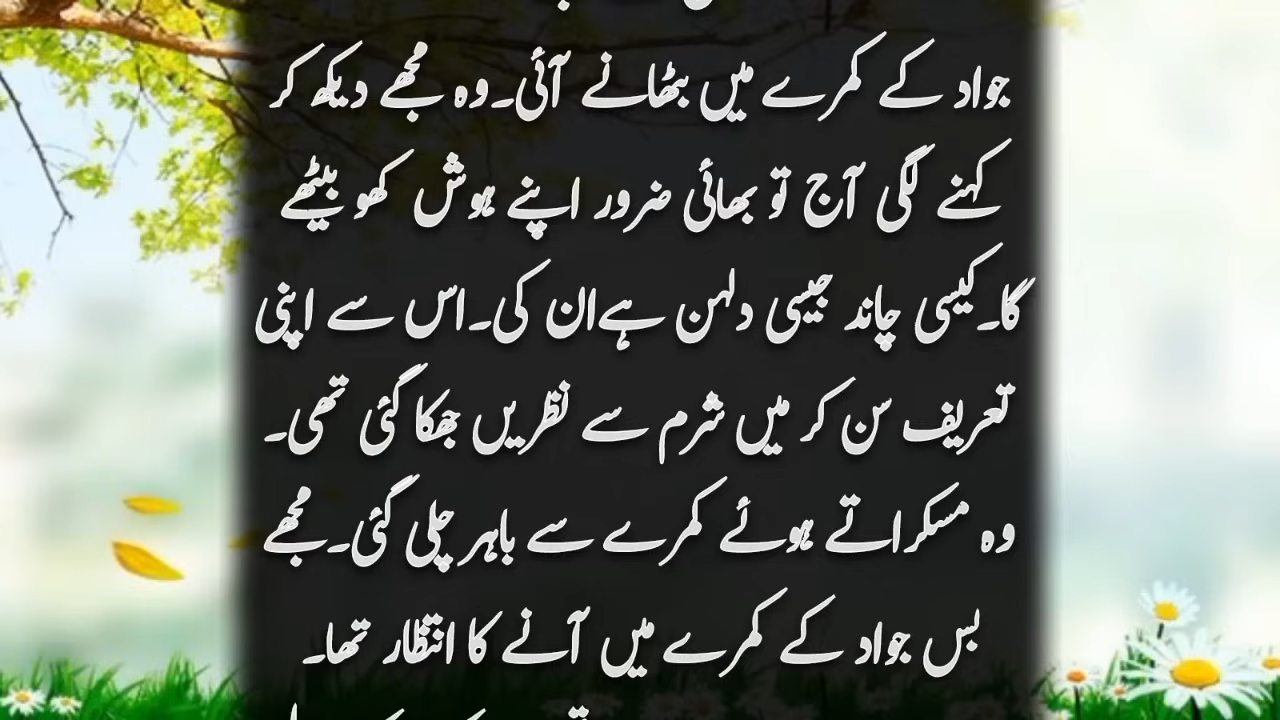 جواد کے کمرے میں بٹھانے آئی۔وہ مجھے دیکھ کر
کہنے لگی آج تو بھائی ضرور اپنے ہوش کھو بیٹھے
گا۔کیسی چاند جیسی دلہن ہےان کی۔اس سے اپنی
تعریف سن کر میں شرم سے نظریں جھکا گئی تھی۔
وہ مسکراتے ہوئے کمرے سے باہر چلی گئی۔مجھے
بس جواد کے کمرے میں آنے کا انتظار تھا۔